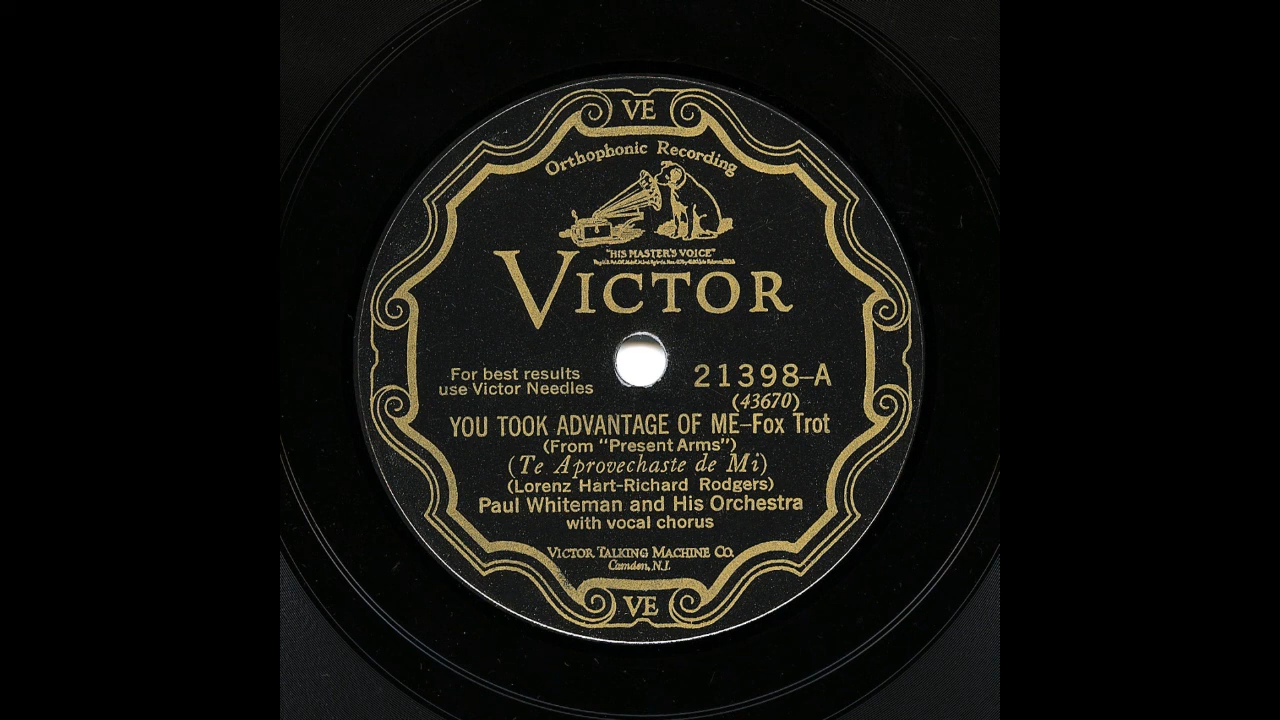 VE
Orthophonic Recording
"HIS MASTER'S VOICE"
VICTOR
For best results
use Victor Needles
21398-A
(43670)
YOU TOOK ADVANTAGE OF ME-Fox Trot
(From "Present Arms")
(Te Aprovechaste de Mi)
(Lorenz Hart-Richard Rodgers)
Paul Whiteman and His Orchestra
with vocal chorus
VICTOR TALKING MACHINE CO.
Camden, N.J.
VE